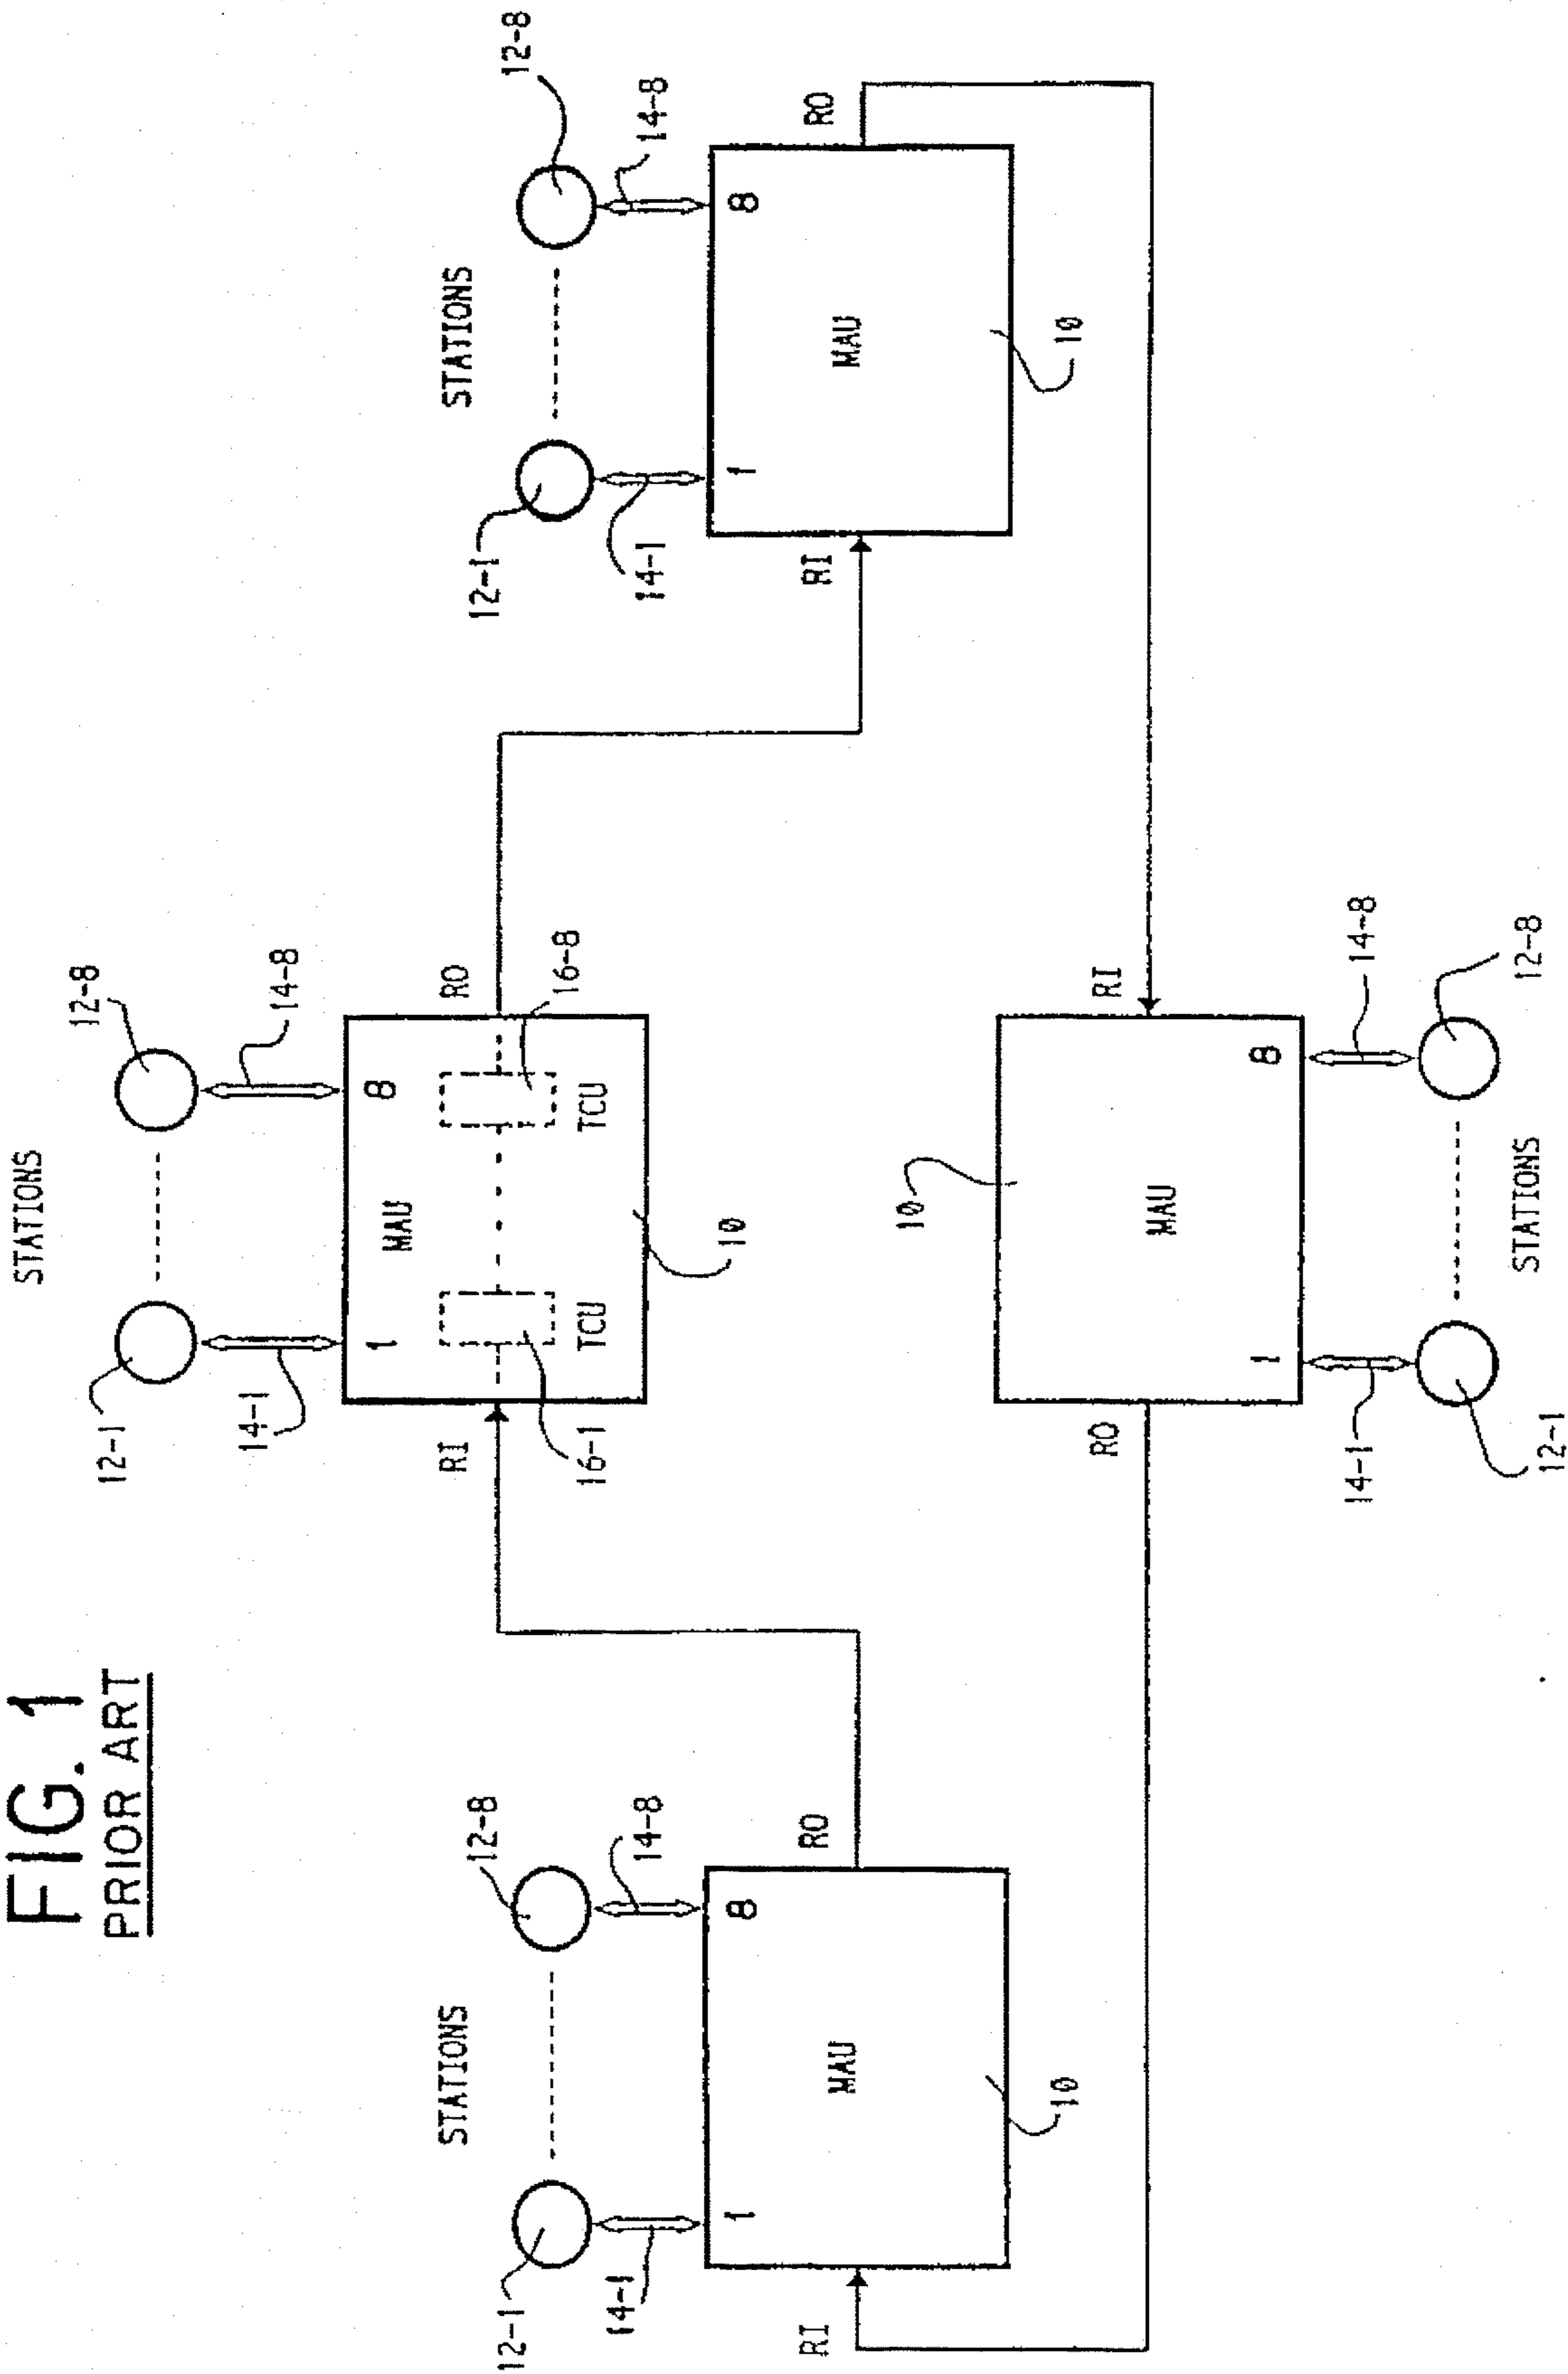 FIG. 1
PRIOR ART
STATIONS
12-1
12-8
14-1
14-8
1
8
MAU
RI
RO
TCU
TCU
16-1
16-8
10
STATIONS
12-1
12-8
14-1
14-8
1
8
MAU
RI
RO
10
STATIONS
12-1
12-8
14-1
14-8
1
8
MAU
RI
RO
10
10
RO
RI
MAU
1
8
14-1
14-8
12-1
12-8
STATIONS